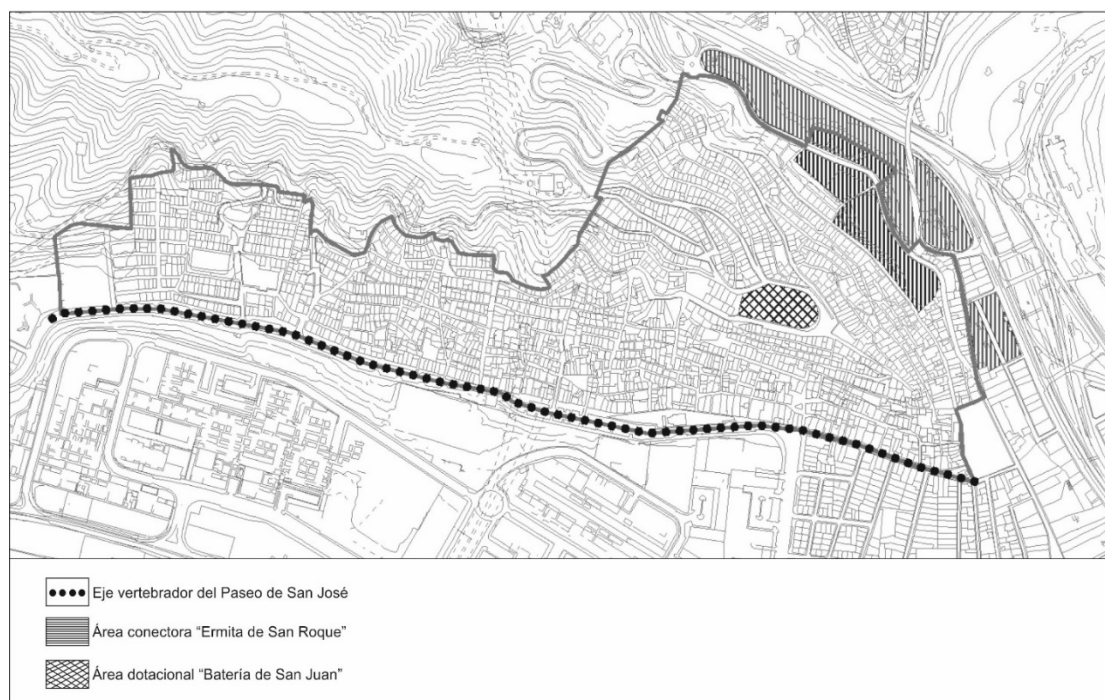 Eje vertebrador del Paseo de San José
Área conectora “Ermita de San Roque”
Área dotacional “Batería de San Juan”